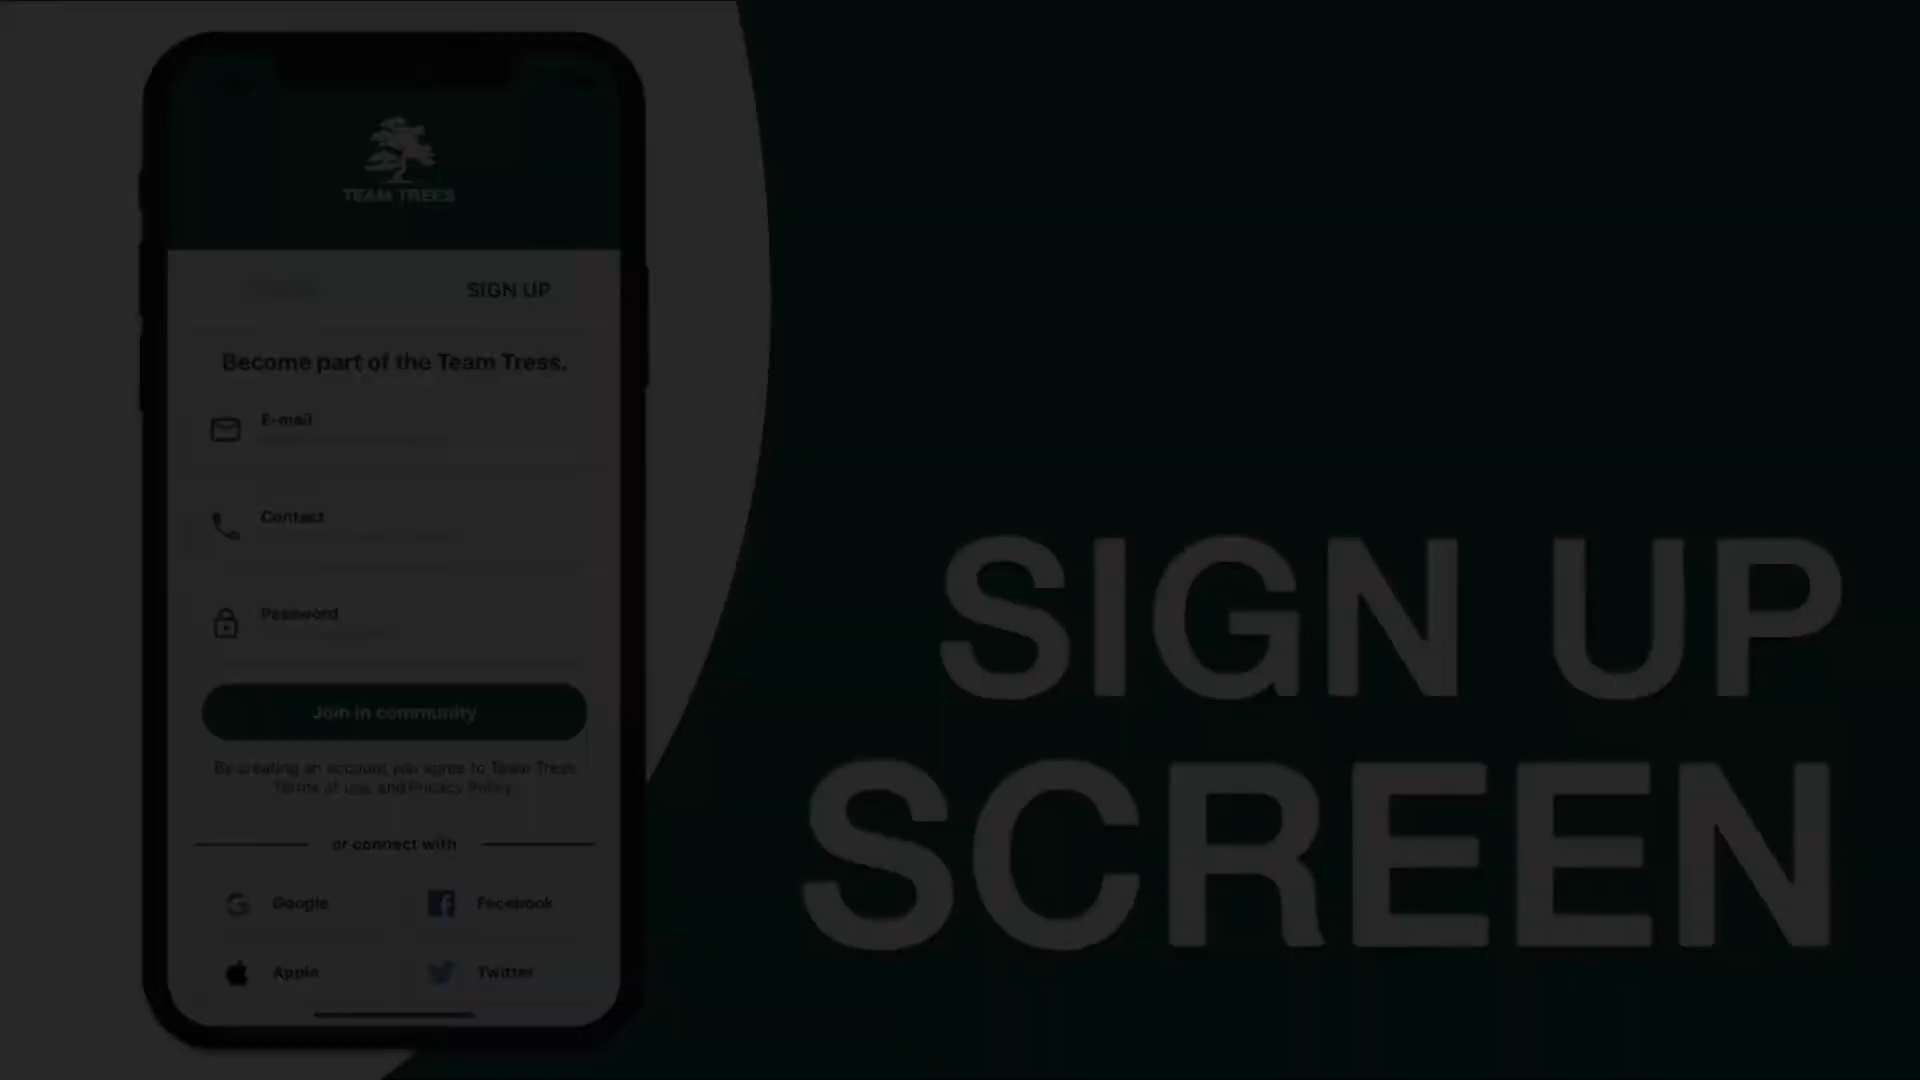 TEAM TREES
SIGN UP
Become part of the Team Tress.
E-mail
Contact
Password
Join in community
By creating an account you agree to Team Tress
Terms of use and Privacy Policy
or connect with
Google
Facebook
Apple
Twitter
SIGN UP
SCREEN